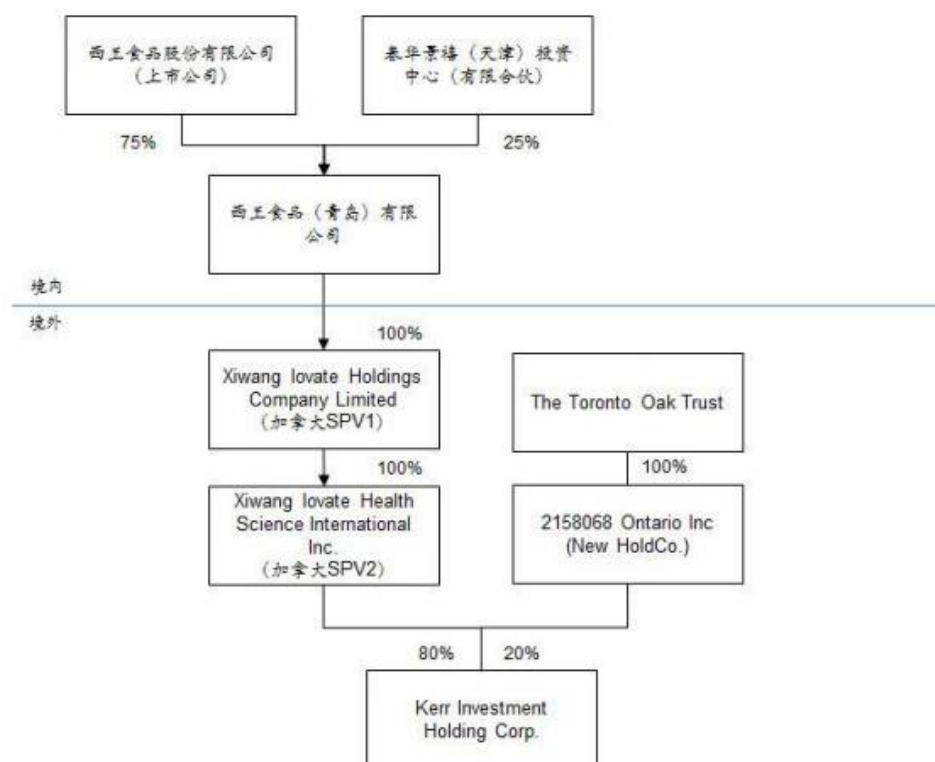 西王食品股份有限公司
（上市公司）
春华景禧（天津）投资
中心（有限合伙）
75%
25%
西王食品（青岛）有限
公司
境内
境外
100%
Xiwang Iovate Holdings
Company Limited
（加拿大SPV1）
The Toronto Oak Trust
100%
100%
Xiwang Iovate Health
Science International
Inc.
（加拿大SPV2）
2158068 Ontario Inc
(New HoldCo.)
80%
20%
Kerr Investment
Holding Corp.